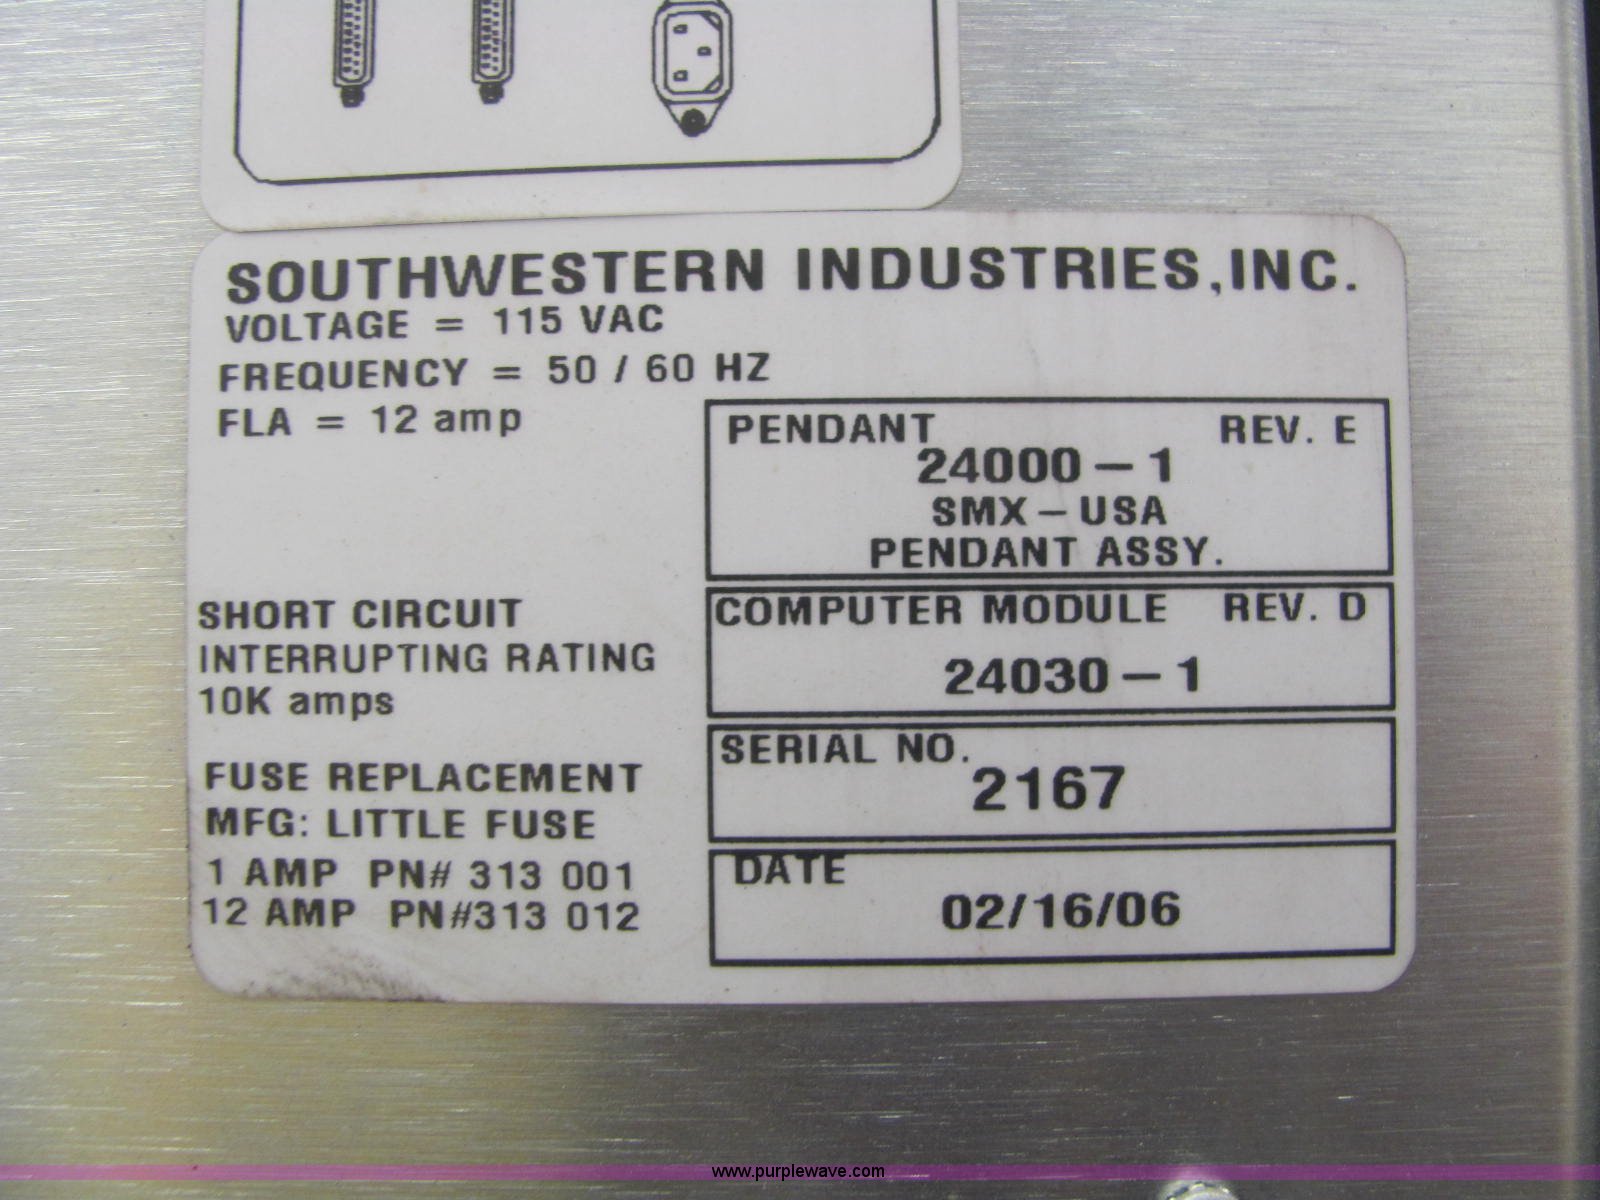 SOUTHWESTERN INDUSTRIES,INC.
VOLTAGE = 115 VAC
FREQUENCY = 50 / 60 HZ
FLA = 12 amp
SHORT CIRCUIT
INTERRUPTING RATING
10K amps
FUSE REPLACEMENT
MFG: LITTLE FUSE
1 AMP PN# 313 001
12 AMP PN#313 012
PENDANT REV. E
24000-1
SMX-USA
PENDANT ASSY.
COMPUTER MODULE REV. D
24030-1
SERIAL NO.
2167
DATE
02/16/06
www.purplewave.com